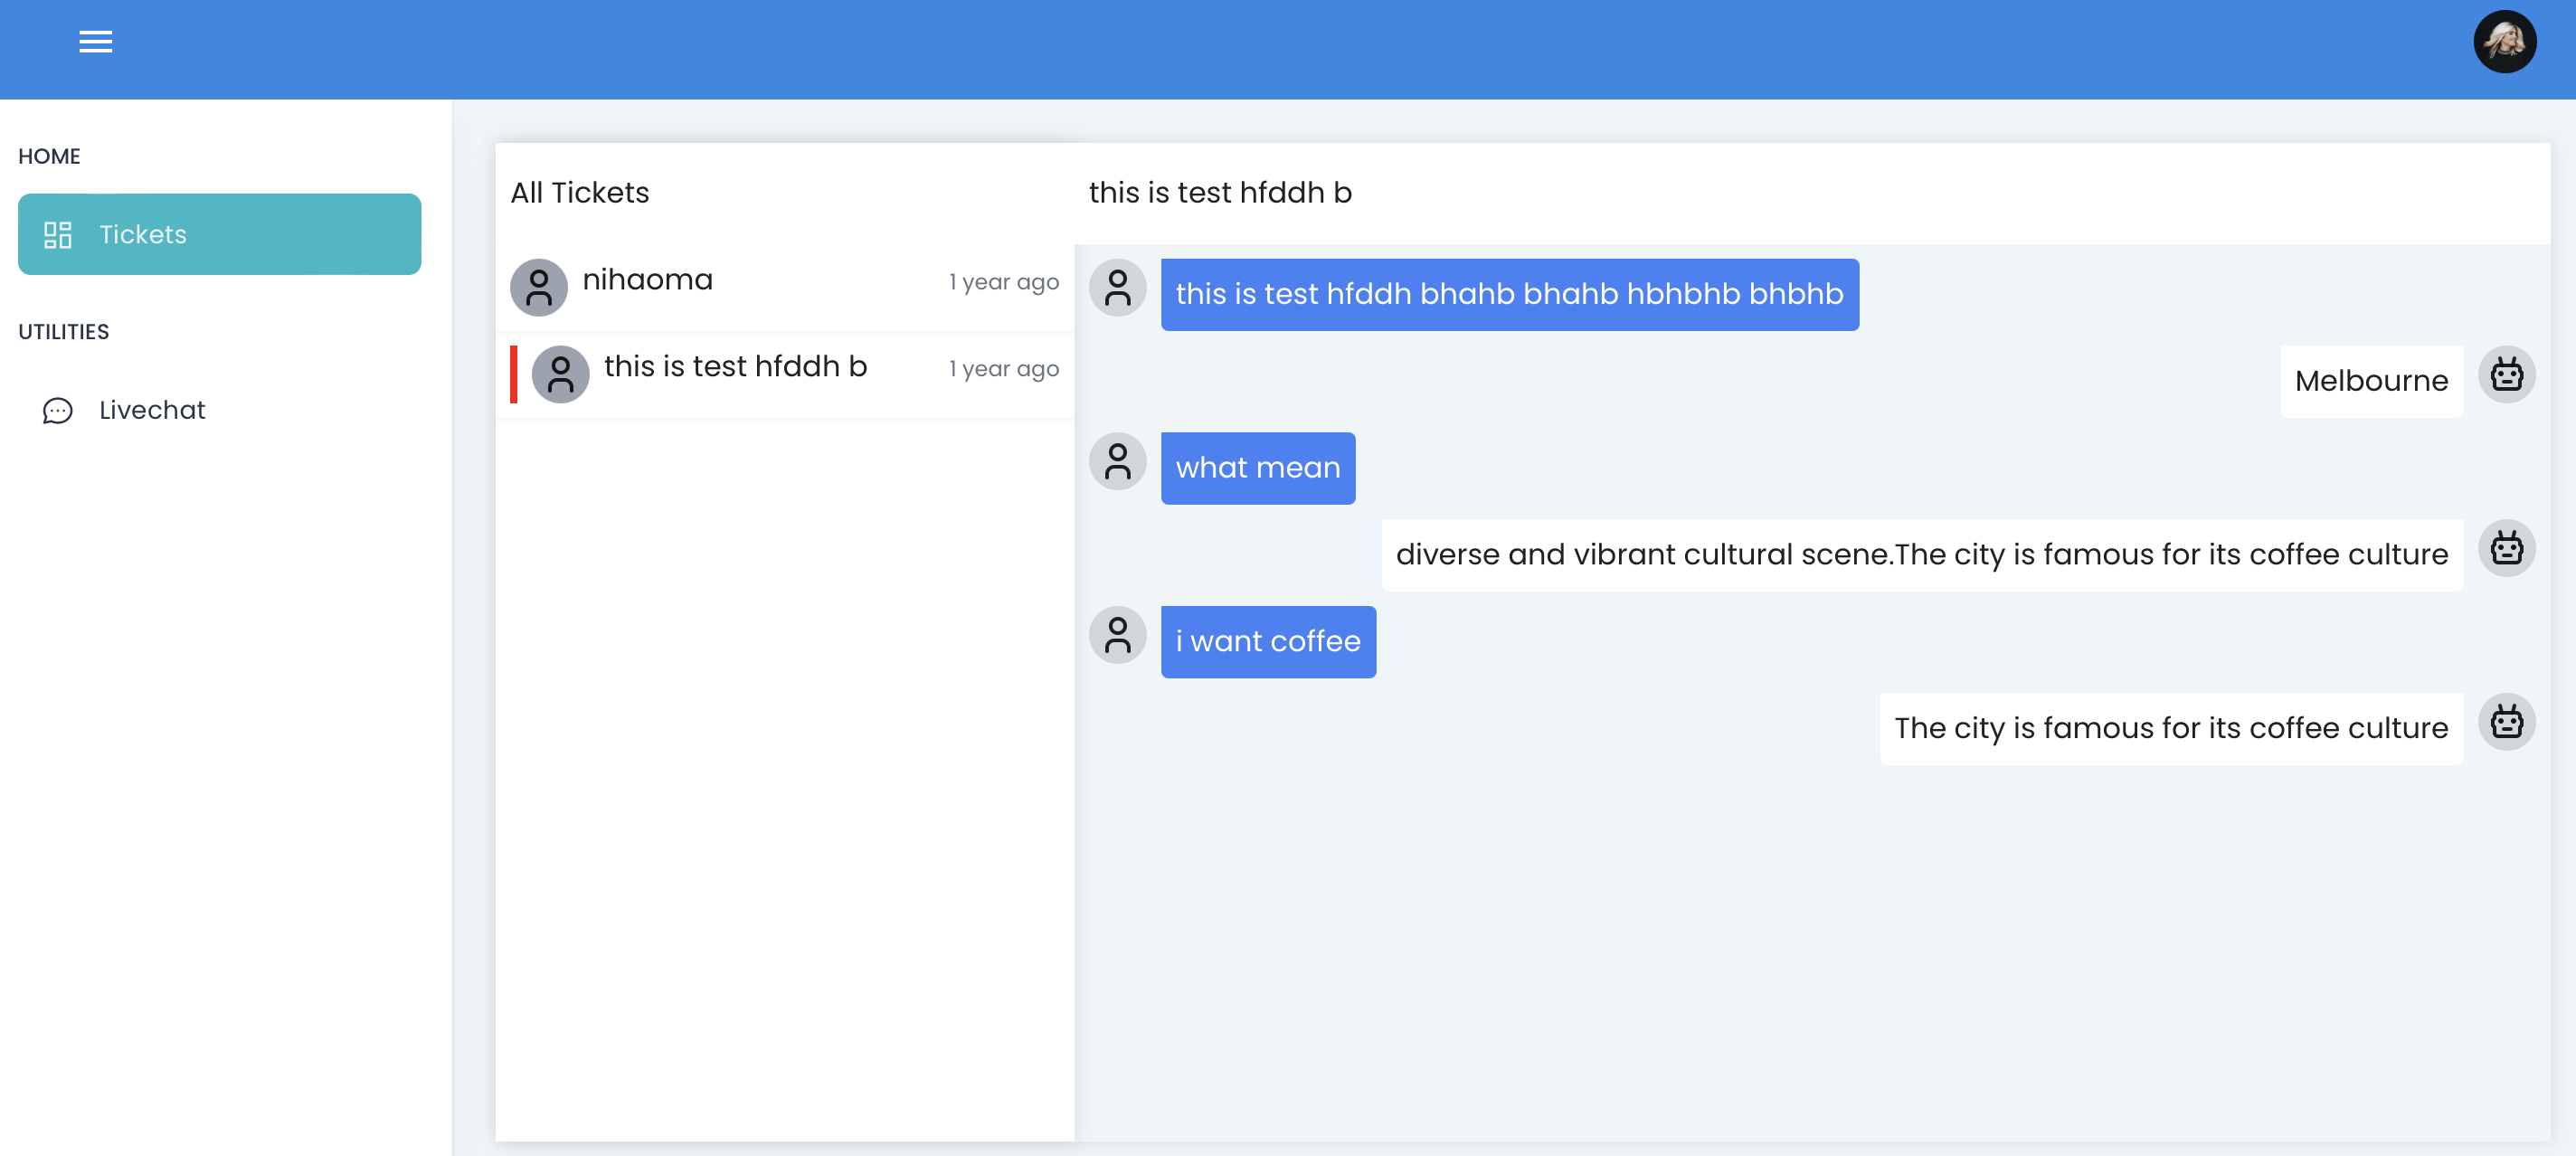 HOME
Tickets
UTILITIES
Livechat
All Tickets
nihaoma 1 year ago
this is test hfddh b 1 year ago
this is test hfddh b
this is test hfddh bhahb bhahb hbhbhb bhbhb
Melbourne
what mean
diverse and vibrant cultural scene.The city is famous for its coffee culture
i want coffee
The city is famous for its coffee culture